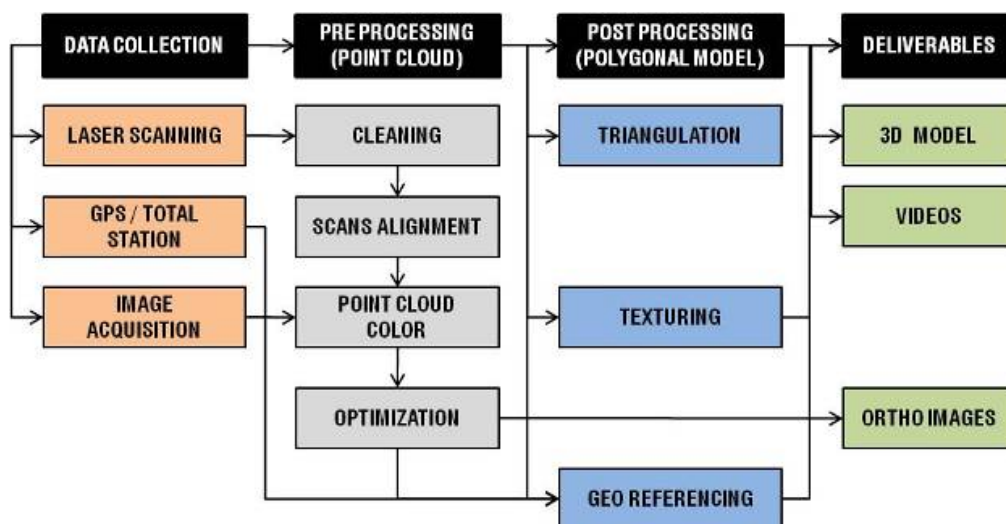 DATA COLLECTION
PRE PROCESSING
(POINT CLOUD)
POST PROCESSING
(POLYGONAL MODEL)
DELIVERABLES
LASER SCANNING
CLEANING
TRIANGULATION
3D MODEL
GPS / TOTAL
STATION
SCANS ALIGNMENT
VIDEOS
IMAGE
ACQUISITION
POINT CLOUD
COLOR
TEXTURING
OPTIMIZATION
ORTHO IMAGES
GEO REFERENCING